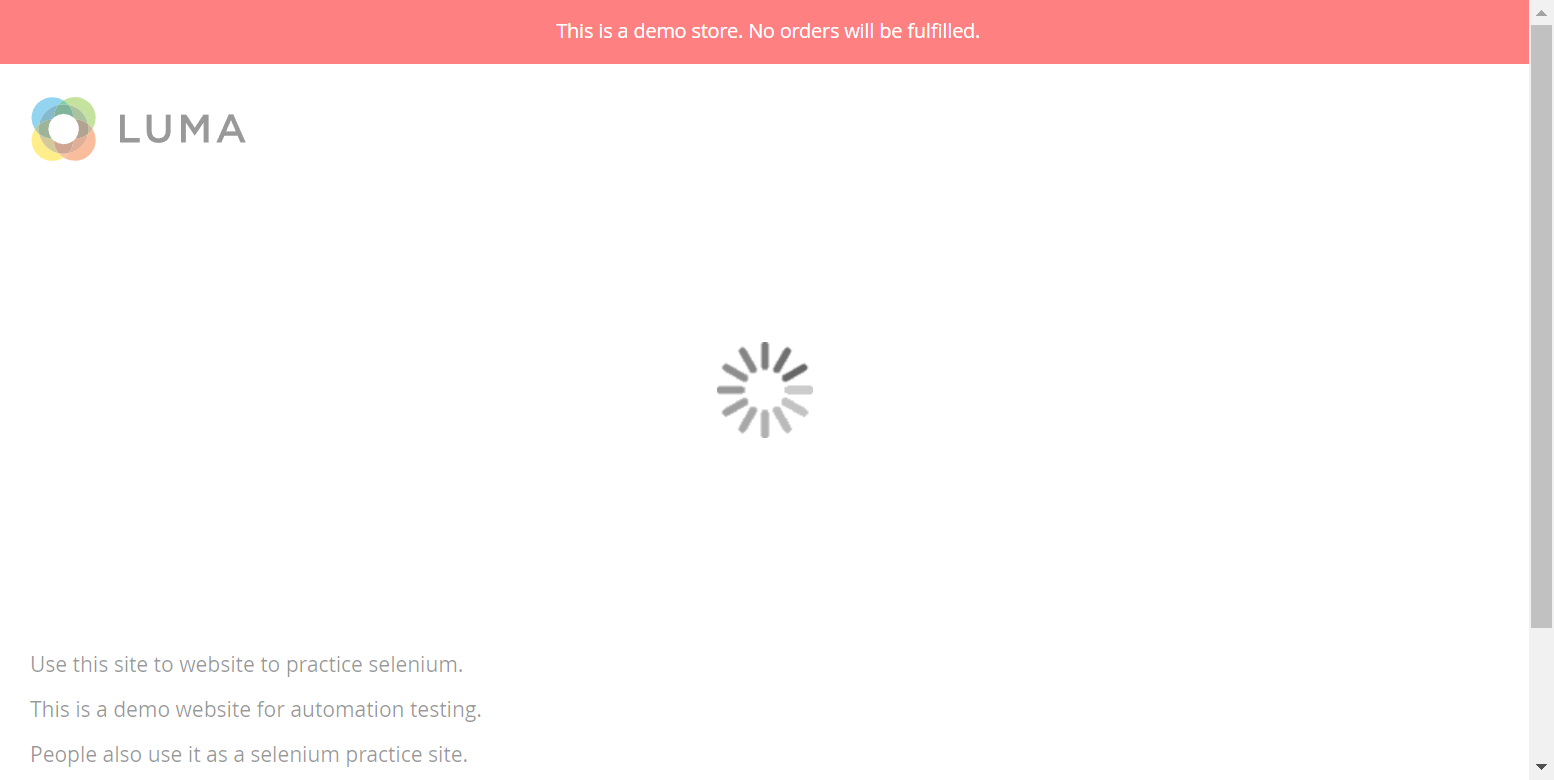 This is a demo store. No orders will be fulfilled.
LUMA
Use this site to website to practice selenium.
This is a demo website for automation testing.
People also use it as a selenium practice site.